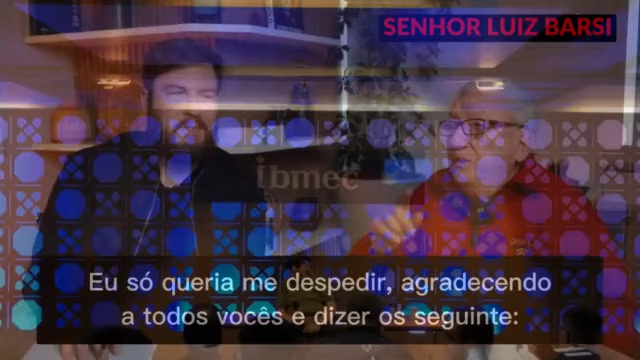 SENHOR LUIZ BARSI
ibmec
Eu só queria me despedir, agradecendo
a todos vocês e dizer os seguinte: